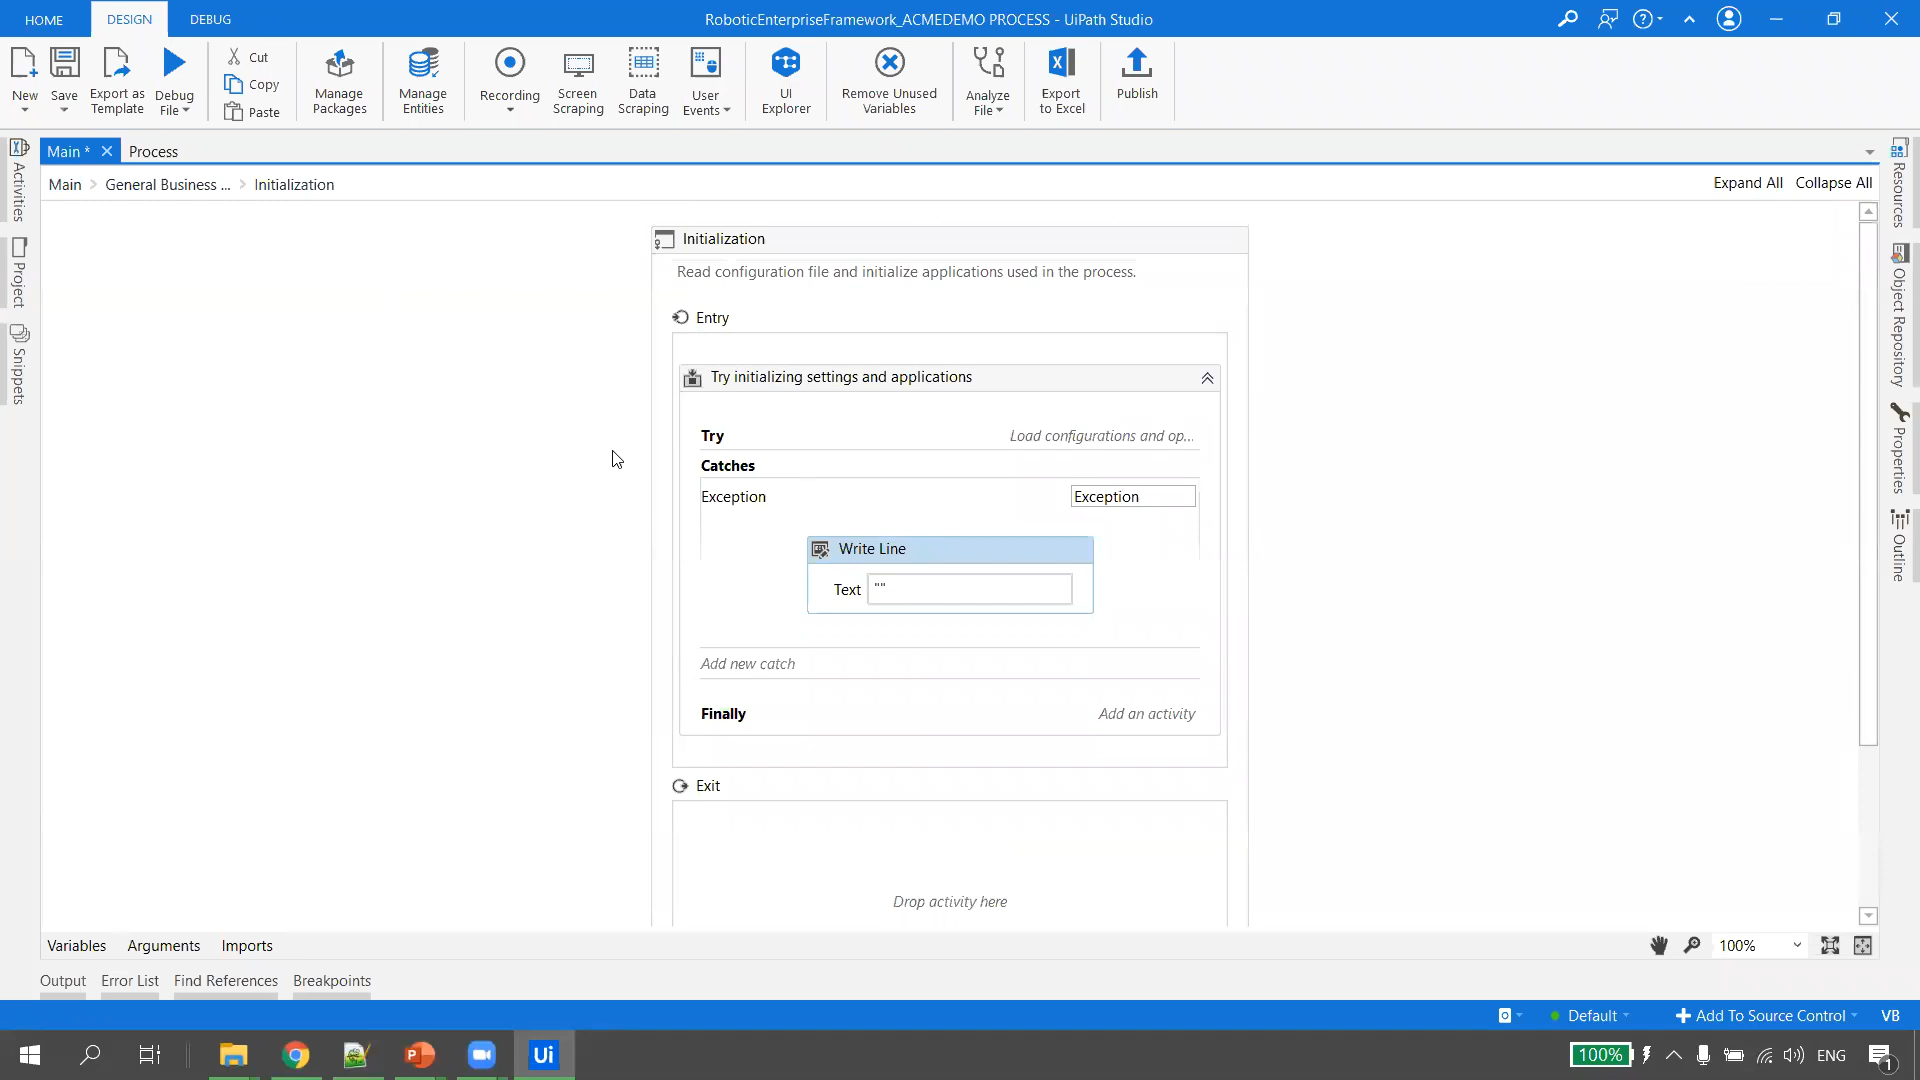 HOME DESIGN DEBUG RoboticEnterpriseFramework_ACMEDEMO PROCESS - UiPath Studio
New Save Export as Template Debug File Cut Copy Paste Manage Packages Manage Entities Recording Screen Scraping Data Scraping User Events UI Explorer Remove Unused Variables Analyze File Export to Excel Publish
Main * Process
Main > General Business ... > Initialization Expand All Collapse All
Activities
Project
Snippets
Resources
Object Repository
Properties
Outline
Initialization
Read configuration file and initialize applications used in the process.
Entry
Try initializing settings and applications
Try Load configurations and op...
Catches
Exception Exception
Write Line
Text ""
Add new catch
Finally Add an activity
Exit
Drop activity here
Variables Arguments Imports 100%
Output Error List Find References Breakpoints
Default Add To Source Control VB
Ui 100% ENG 1